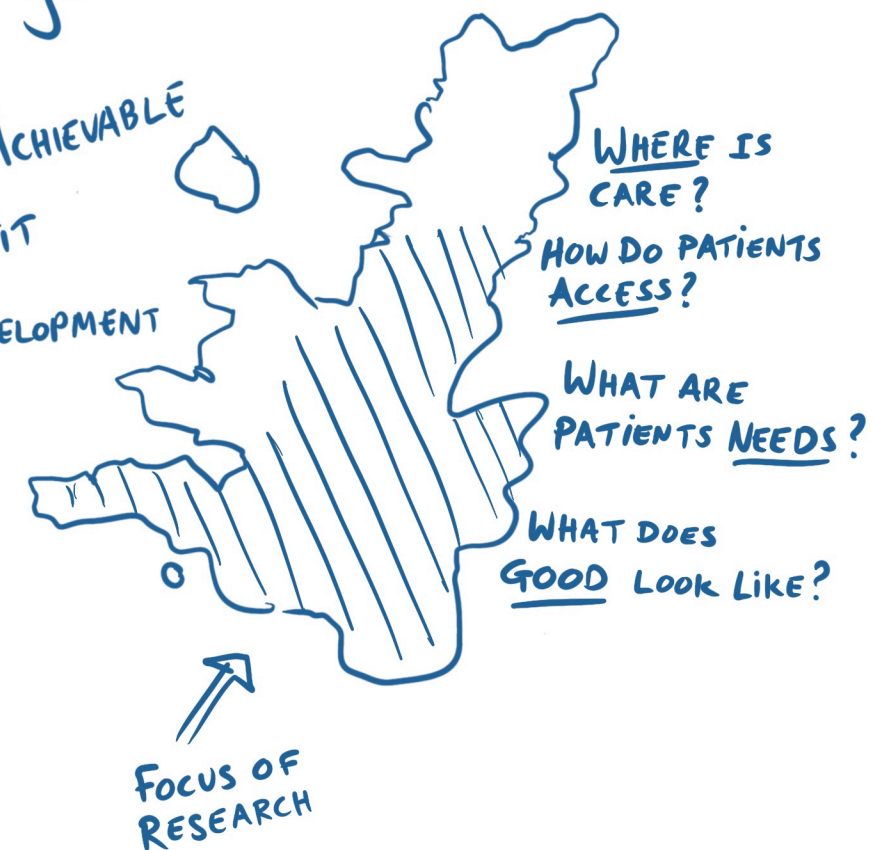 ACHIEVABLE
IT
ELOPMENT
WHERE IS
CARE?
HOW DO PATIENTS
ACCESS?
WHAT ARE
PATIENTS NEEDS?
WHAT DOES
GOOD LOOK LIKE?
FOCUS OF
RESEARCH